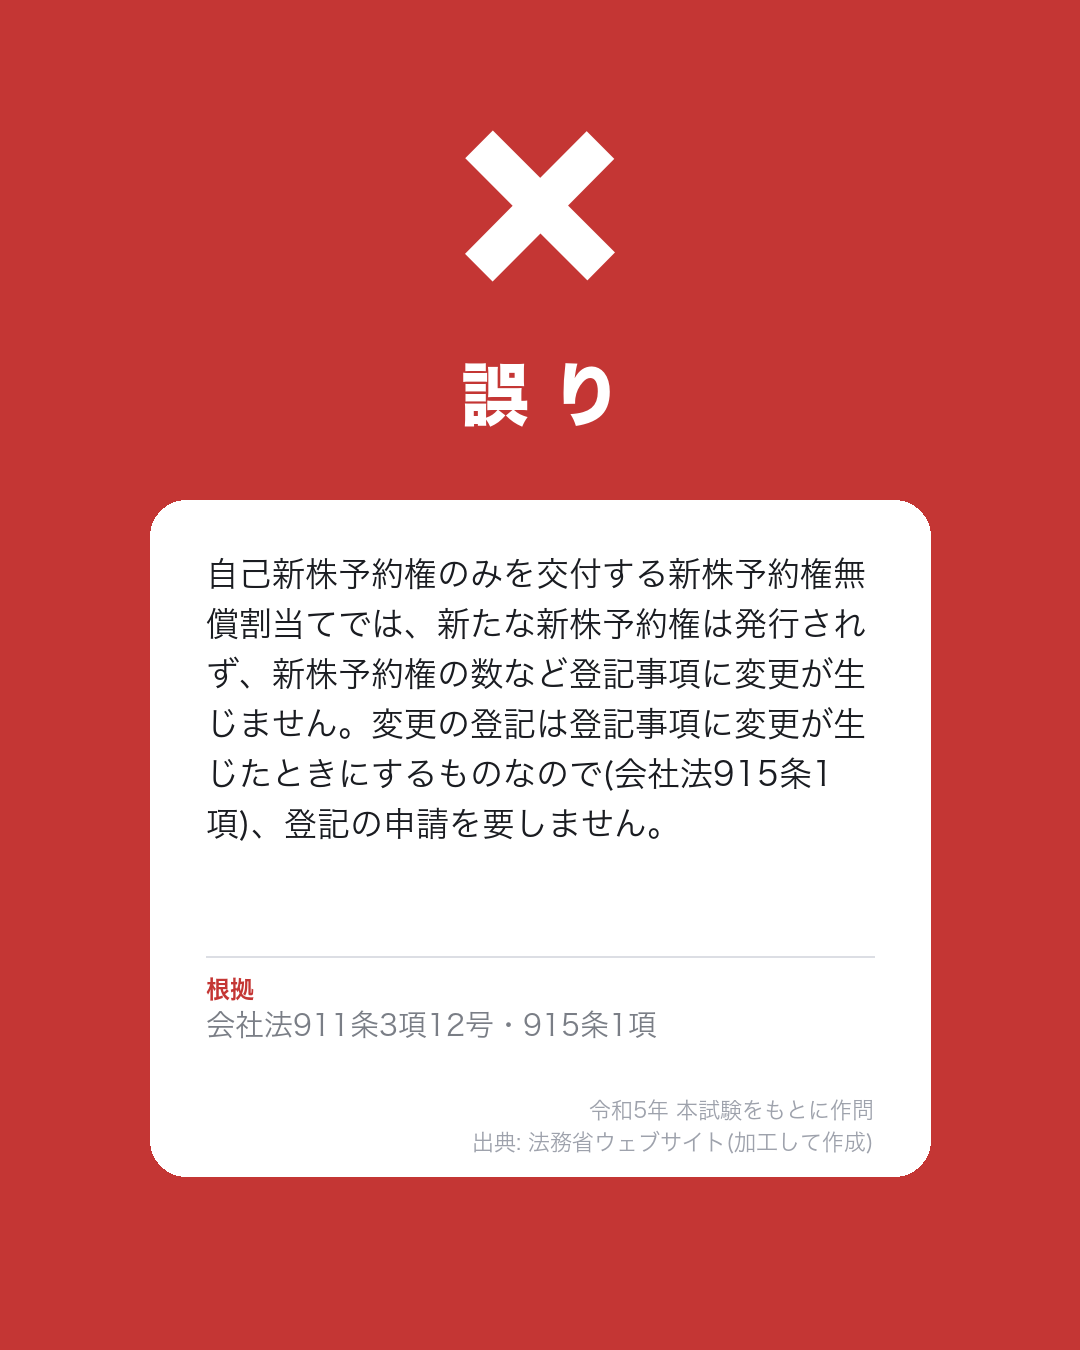 誤り
自己新株予約権のみを交付する新株予約権無
償割当てでは、新たな新株予約権は発行され
ず、新株予約権の数など登記事項に変更が生
じません。変更の登記は登記事項に変更が生
じたときにするものなので(会社法915条1
項)、登記の申請を要しません。
根拠
会社法911条3項12号・915条1項
令和5年 本試験をもとに作問
出典: 法務省ウェブサイト(加工して作成)